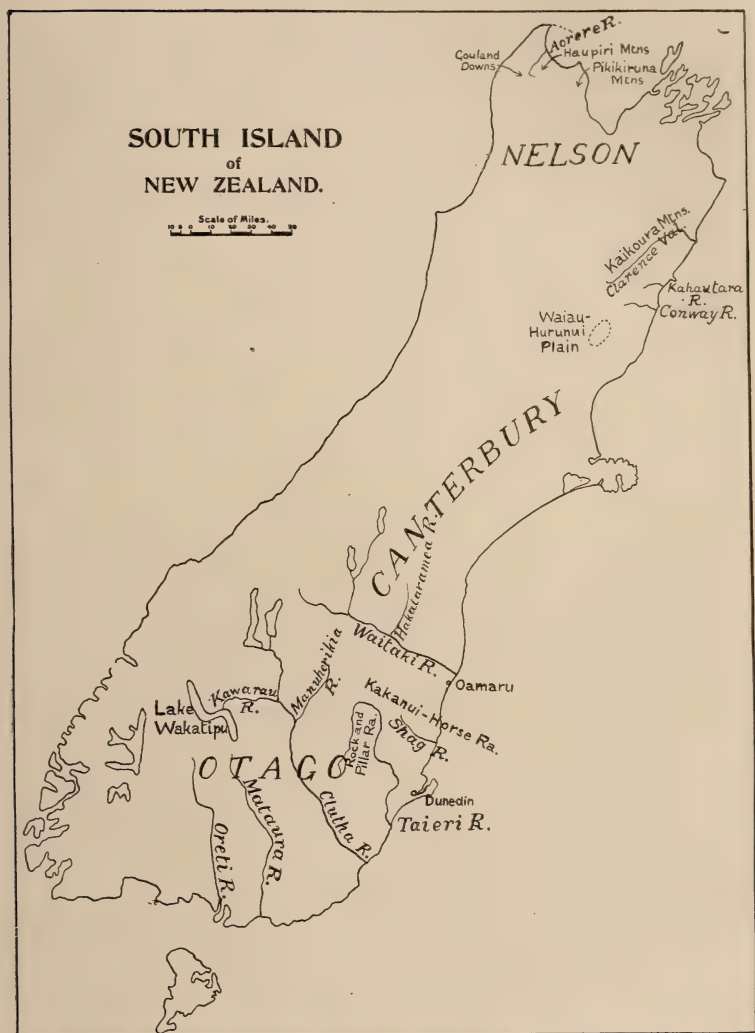 SOUTH ISLAND
of
NEW ZEALAND.
Scale of Miles.
Aorere R.
Gouland
Downs
Haupiri Mtns
Pikikiruna
Mtns
NELSON
Kaikoura Mtns.
Clarence Val.
Kahautara
R.
Conway R.
Waiau-
Hurunui
Plain
CANTERBURY
Hakataramea R.
Waitaki R.
Oamaru
Manuherikia
R.
Kawarau
R.
Lake
Wakatipu
Kakanui-Horse Ra.
Shag R.
Rock and
Pillar Ra.
OTAGO
Dunedin
Taieri R.
Clutha R.
Mataura R.
Oreti R.